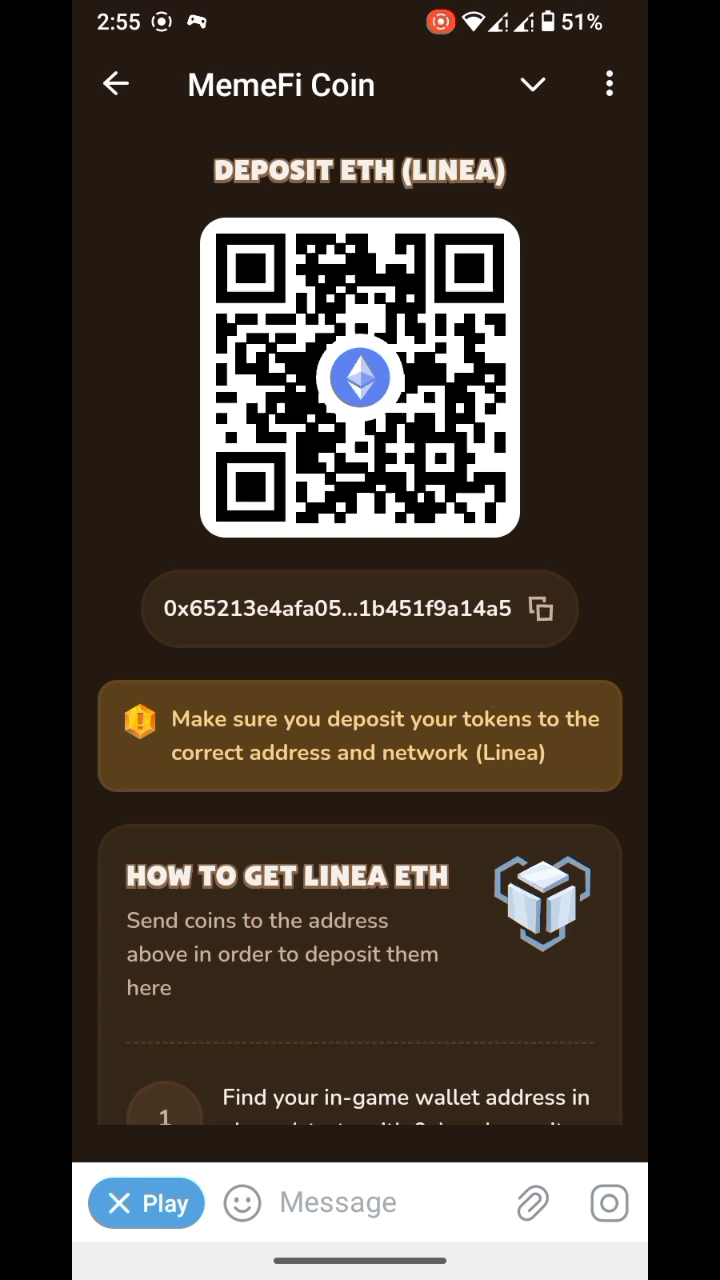 2:55 51%
MemeFi Coin
DEPOSIT ETH (LINEA)
0x65213e4afa05...1b451f9a14a5
Make sure you deposit your tokens to the
correct address and network (Linea)
HOW TO GET LINEA ETH
Send coins to the address
above in order to deposit them
here
1
Find your in-game wallet address in
Play
Message